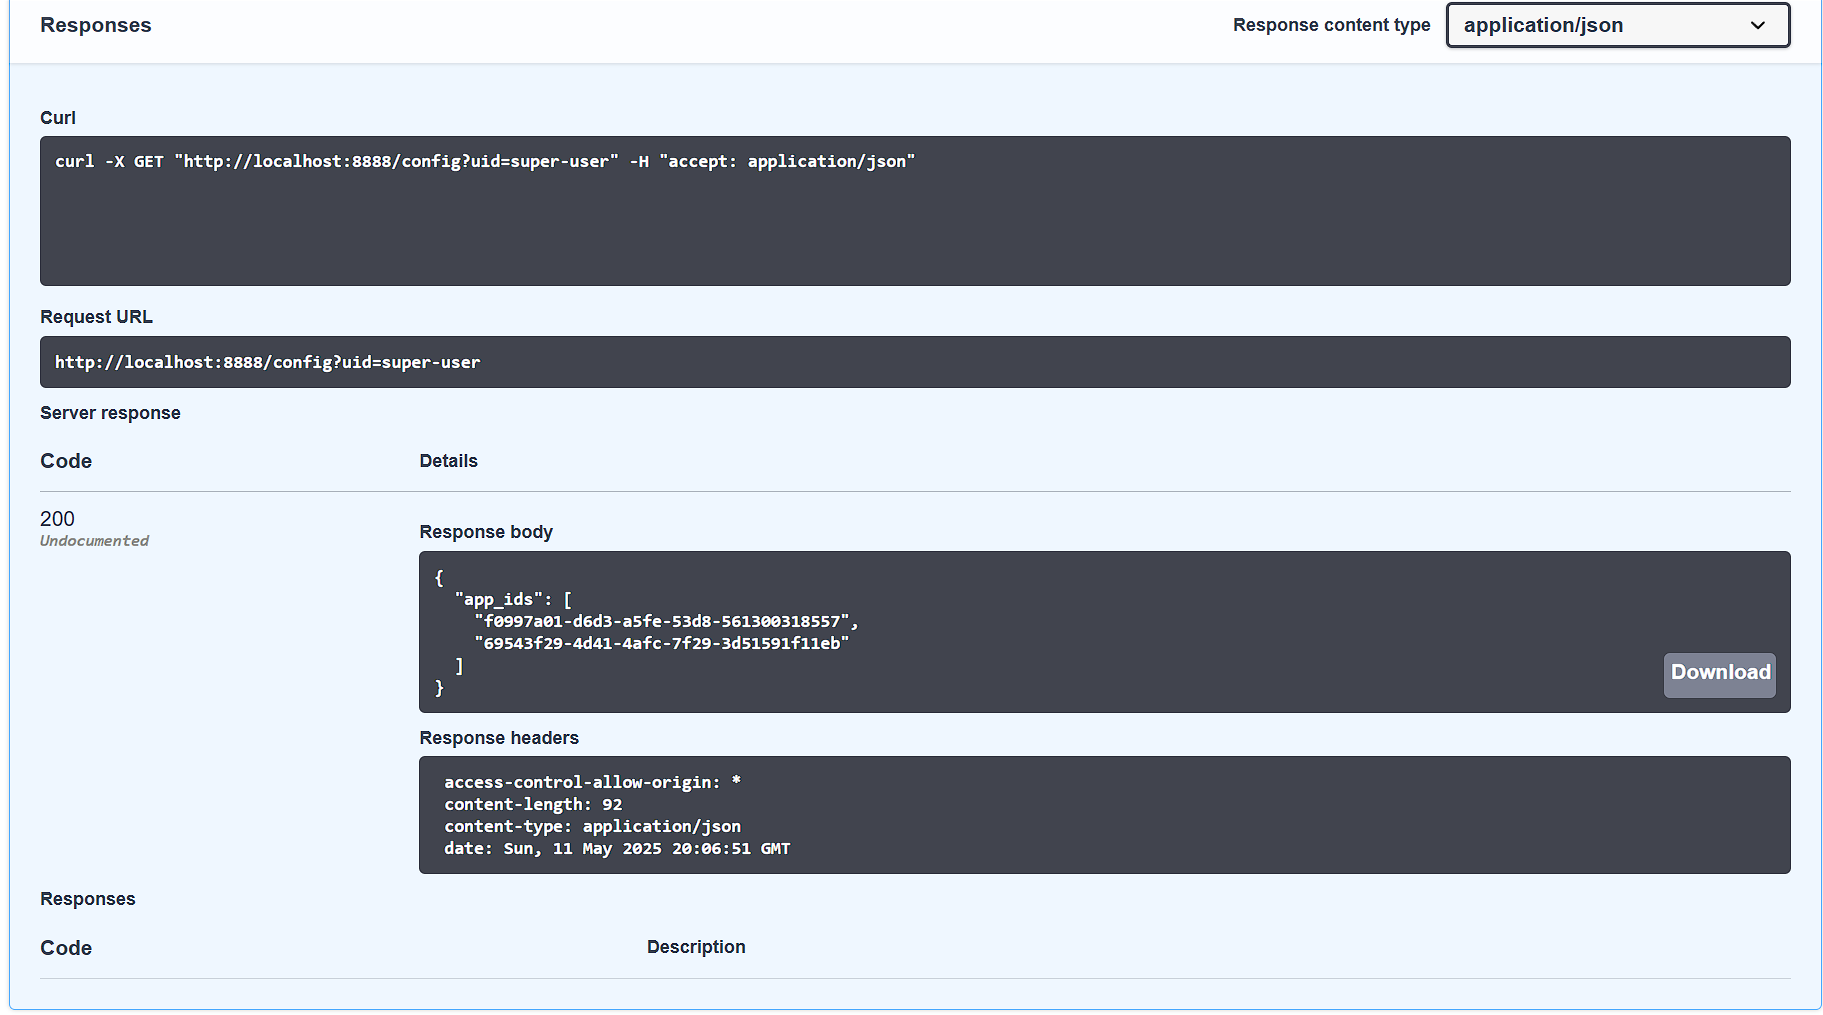 Responses
Response content type
application/json
Curl
curl -X GET "http://localhost:8888/config?uid=super-user" -H "accept: application/json"
Request URL
http://localhost:8888/config?uid=super-user
Server response
Code Details
200
Undocumented
Response body
{
  "app_ids": [
    "f0997a01-d6d3-a5fe-53d8-561300318557",
    "69543f29-4d41-4afc-7f29-3d51591f11eb"
  ]
}
Download
Response headers
access-control-allow-origin: *
content-length: 92
content-type: application/json
date: Sun, 11 May 2025 20:06:51 GMT
Responses
Code Description